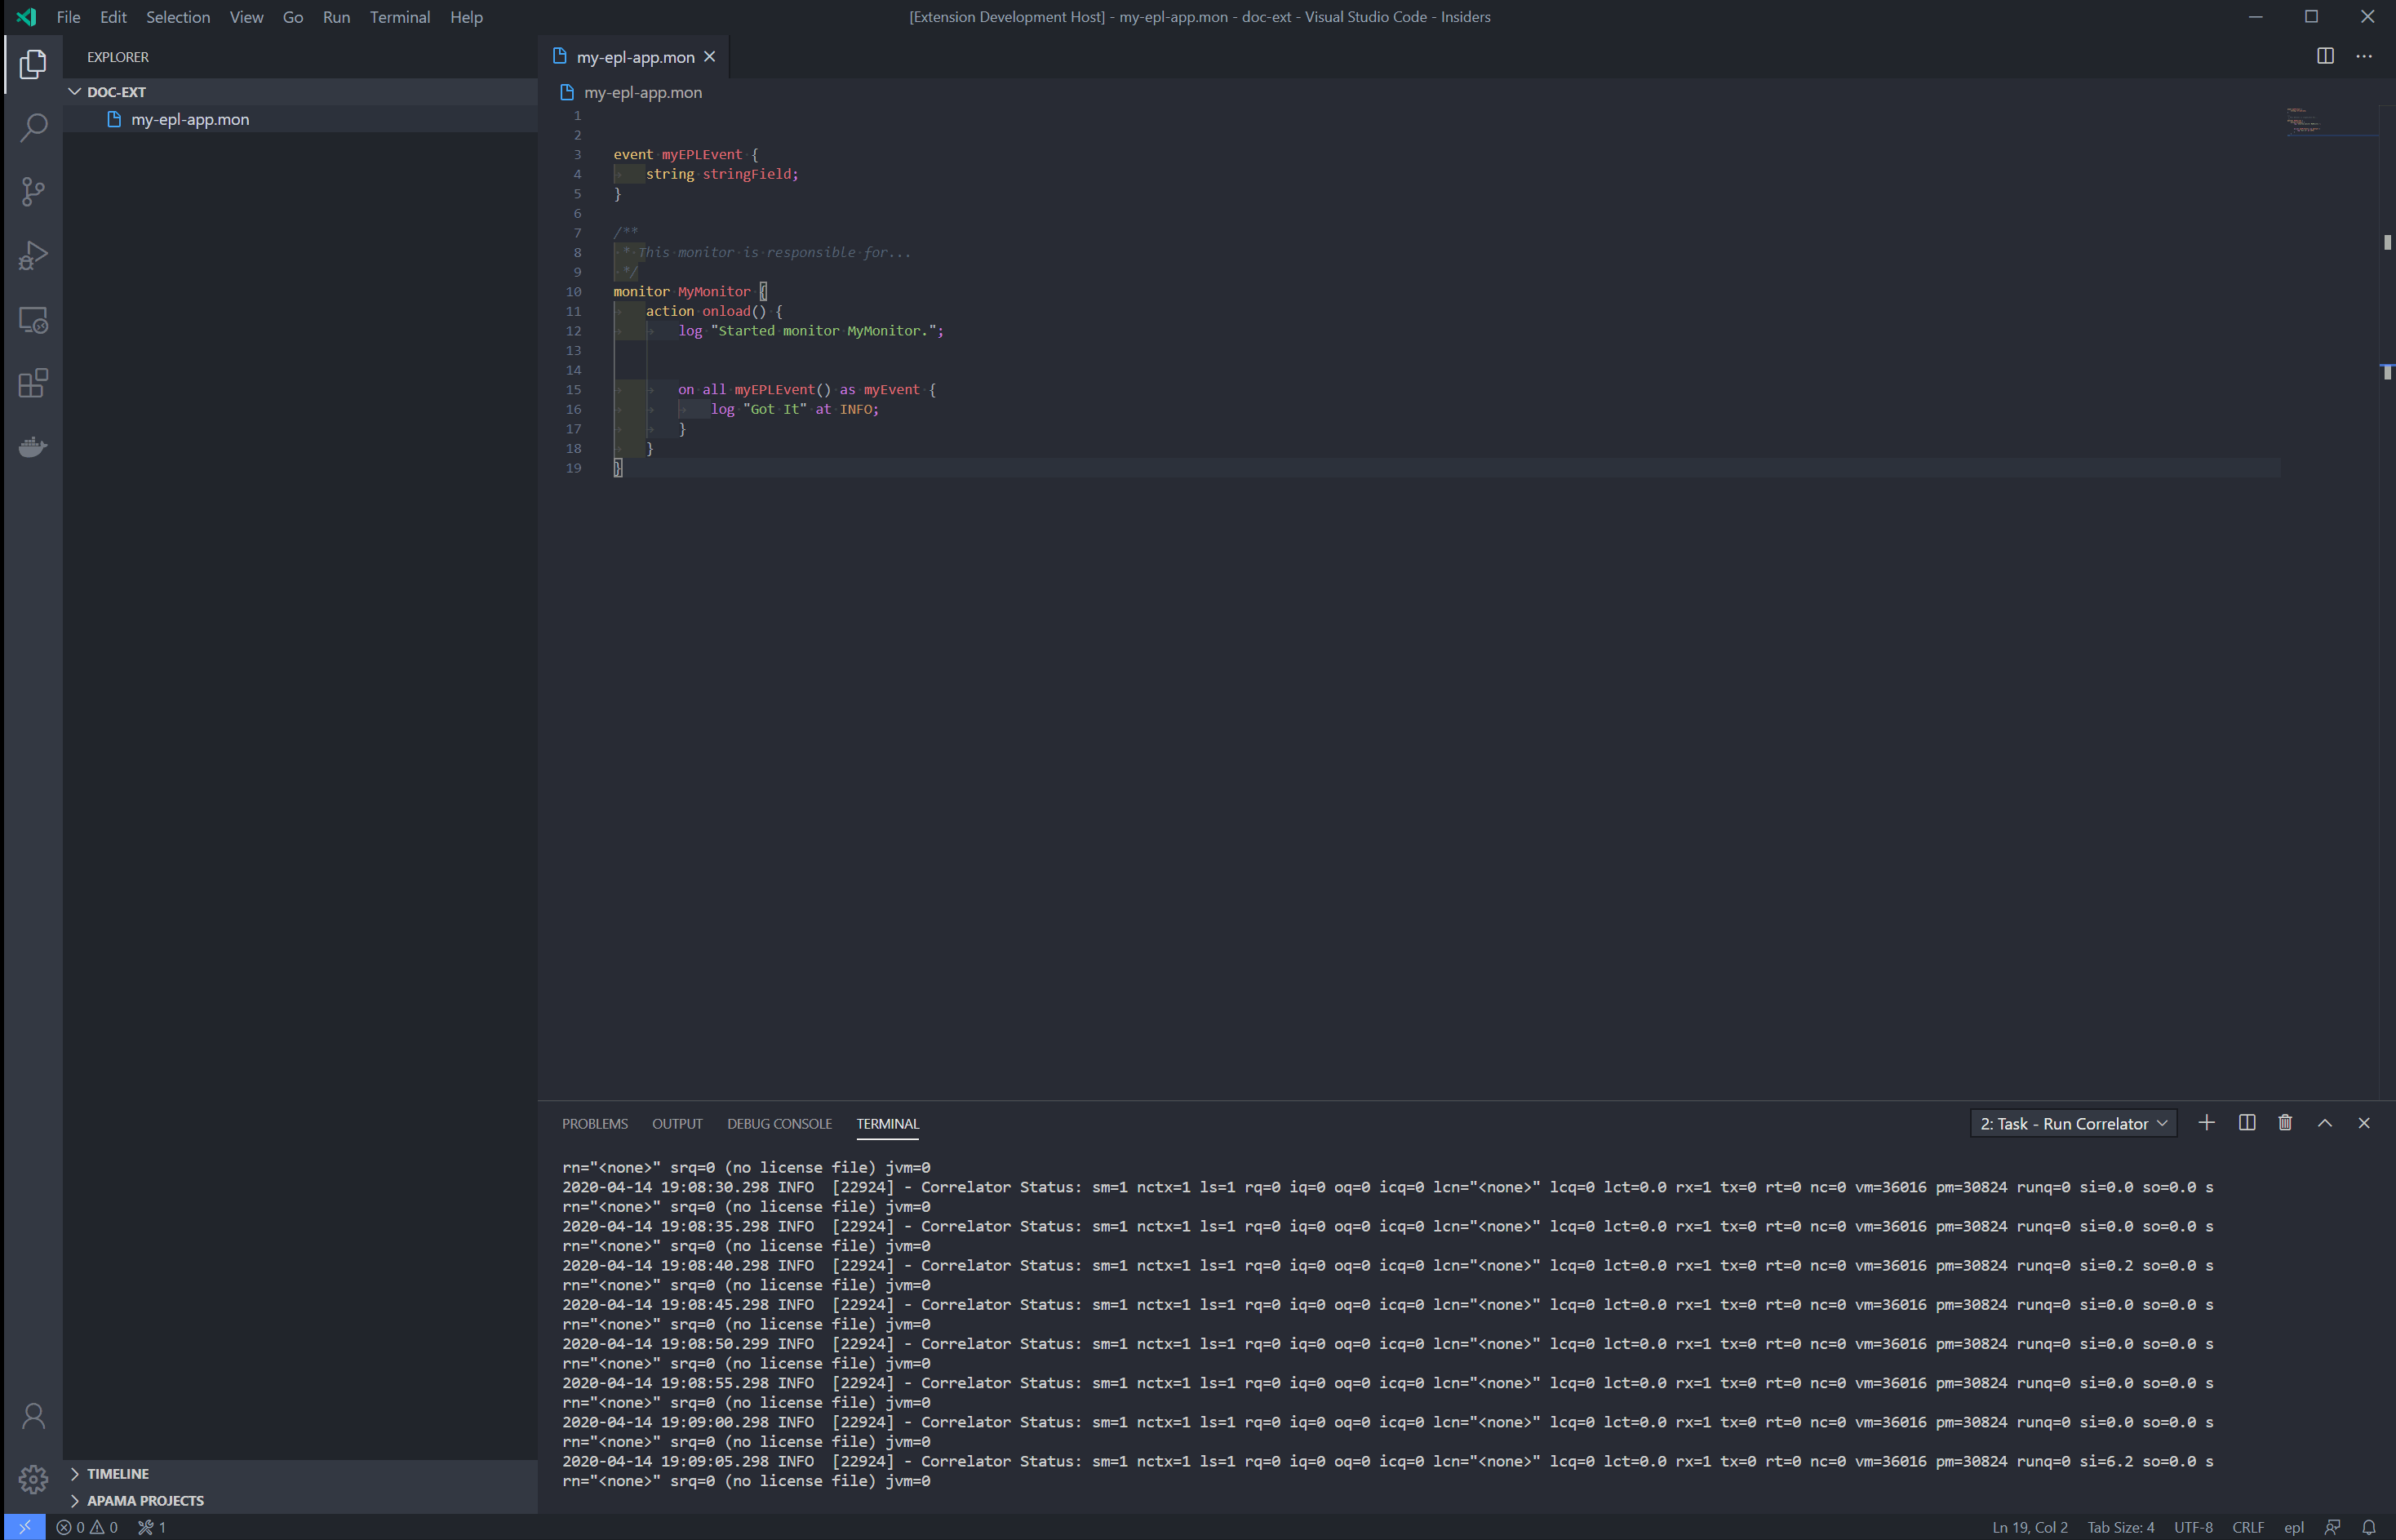 File Edit Selection View Go Run Terminal Help
[Extension Development Host] - my-epl-app.mon - doc-ext - Visual Studio Code - Insiders
EXPLORER
DOC-EXT
my-epl-app.mon
my-epl-app.mon
my-epl-app.mon
1
2
3 event myEPLEvent {
4 string stringField;
5 }
6
7 /**
8 * This monitor is responsible for...
9 */
10 monitor MyMonitor {
11 action onload() {
12 log "Started monitor MyMonitor.";
13
14
15 on all myEPLEvent() as myEvent {
16 log "Got It" at INFO;
17 }
18 }
19 }
PROBLEMS OUTPUT DEBUG CONSOLE TERMINAL
2: Task - Run Correlator
rn="<none>" srq=0 (no license file) jvm=0
2020-04-14 19:08:30.298 INFO [22924] - Correlator Status: sm=1 nctx=1 ls=1 rq=0 iq=0 oq=0 icq=0 lcn="<none>" lcq=0 lct=0.0 rx=1 tx=0 rt=0 nc=0 vm=36016 pm=30824 runq=0 si=0.0 so=0.0 s
rn="<none>" srq=0 (no license file) jvm=0
2020-04-14 19:08:35.298 INFO [22924] - Correlator Status: sm=1 nctx=1 ls=1 rq=0 iq=0 oq=0 icq=0 lcn="<none>" lcq=0 lct=0.0 rx=1 tx=0 rt=0 nc=0 vm=36016 pm=30824 runq=0 si=0.0 so=0.0 s
rn="<none>" srq=0 (no license file) jvm=0
2020-04-14 19:08:40.298 INFO [22924] - Correlator Status: sm=1 nctx=1 ls=1 rq=0 iq=0 oq=0 icq=0 lcn="<none>" lcq=0 lct=0.0 rx=1 tx=0 rt=0 nc=0 vm=36016 pm=30824 runq=0 si=0.2 so=0.0 s
rn="<none>" srq=0 (no license file) jvm=0
2020-04-14 19:08:45.298 INFO [22924] - Correlator Status: sm=1 nctx=1 ls=1 rq=0 iq=0 oq=0 icq=0 lcn="<none>" lcq=0 lct=0.0 rx=1 tx=0 rt=0 nc=0 vm=36016 pm=30824 runq=0 si=0.0 so=0.0 s
rn="<none>" srq=0 (no license file) jvm=0
2020-04-14 19:08:50.299 INFO [22924] - Correlator Status: sm=1 nctx=1 ls=1 rq=0 iq=0 oq=0 icq=0 lcn="<none>" lcq=0 lct=0.0 rx=1 tx=0 rt=0 nc=0 vm=36016 pm=30824 runq=0 si=0.0 so=0.0 s
rn="<none>" srq=0 (no license file) jvm=0
2020-04-14 19:08:55.298 INFO [22924] - Correlator Status: sm=1 nctx=1 ls=1 rq=0 iq=0 oq=0 icq=0 lcn="<none>" lcq=0 lct=0.0 rx=1 tx=0 rt=0 nc=0 vm=36016 pm=30824 runq=0 si=0.0 so=0.0 s
rn="<none>" srq=0 (no license file) jvm=0
2020-04-14 19:09:00.298 INFO [22924] - Correlator Status: sm=1 nctx=1 ls=1 rq=0 iq=0 oq=0 icq=0 lcn="<none>" lcq=0 lct=0.0 rx=1 tx=0 rt=0 nc=0 vm=36016 pm=30824 runq=0 si=0.0 so=0.0 s
rn="<none>" srq=0 (no license file) jvm=0
2020-04-14 19:09:05.298 INFO [22924] - Correlator Status: sm=1 nctx=1 ls=1 rq=0 iq=0 oq=0 icq=0 lcn="<none>" lcq=0 lct=0.0 rx=1 tx=0 rt=0 nc=0 vm=36016 pm=30824 runq=0 si=6.2 so=0.0 s
rn="<none>" srq=0 (no license file) jvm=0
TIMELINE
APAMA PROJECTS
0 0 1
Ln 19, Col 2 Tab Size: 4 UTF-8 CRLF epl